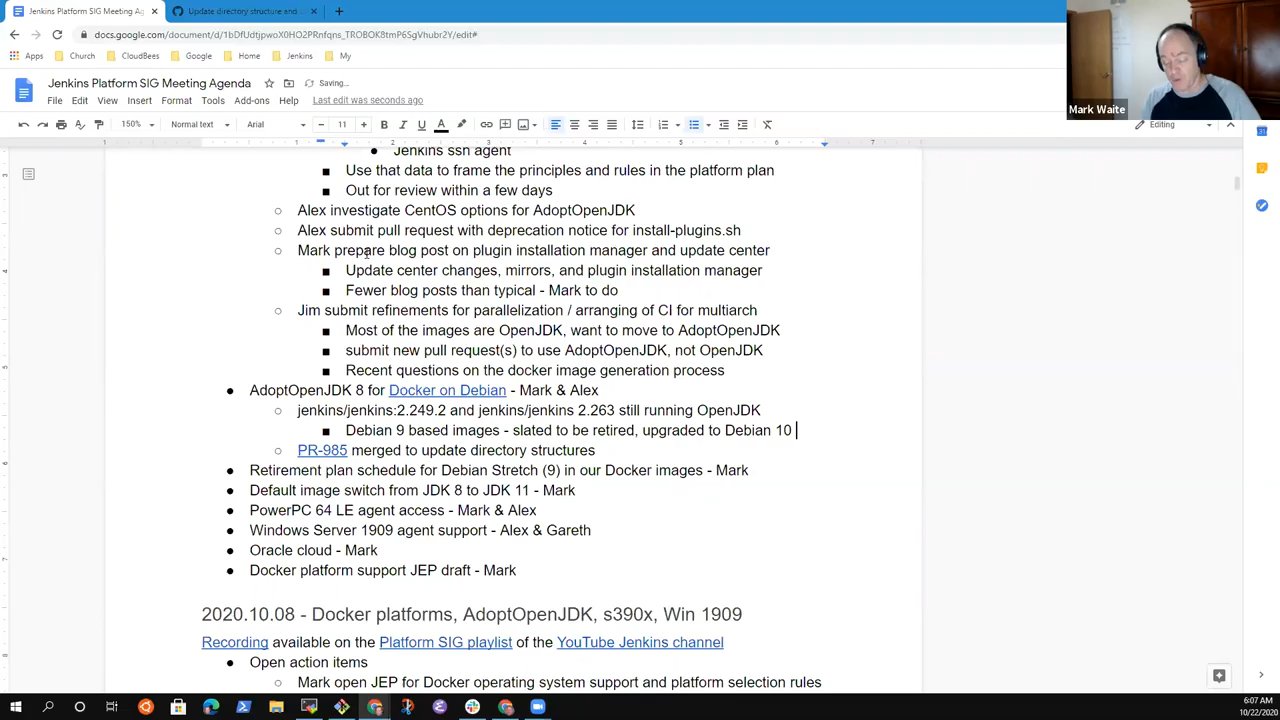 Jenkins Platform SIG Meeting Ag
Update directory structure and
docs.google.com/document/d/1bDfUdtjpwoX0HO2PRnfqns_TROBOK8tmP6SgVhubr2Y/edit#
Apps Church CloudBees Google Home Jenkins My
Jenkins Platform SIG Meeting Agenda Saving...
File Edit View Insert Format Tools Add-ons Help Last edit was seconds ago
150% Normal text Arial 11 Editing
Mark Waite
1 1 2 3 4 5 6 7
Jenkins ssh agent
Use that data to frame the principles and rules in the platform plan
Out for review within a few days
Alex investigate CentOS options for AdoptOpenJDK
Alex submit pull request with deprecation notice for install-plugins.sh
Mark prepare blog post on plugin installation manager and update center
Update center changes, mirrors, and plugin installation manager
Fewer blog posts than typical - Mark to do
Jim submit refinements for parallelization / arranging of CI for multiarch
Most of the images are OpenJDK, want to move to AdoptOpenJDK
submit new pull request(s) to use AdoptOpenJDK, not OpenJDK
Recent questions on the docker image generation process
AdoptOpenJDK 8 for Docker on Debian - Mark & Alex
jenkins/jenkins:2.249.2 and jenkins/jenkins 2.263 still running OpenJDK
Debian 9 based images - slated to be retired, upgraded to Debian 10
PR-985 merged to update directory structures
Retirement plan schedule for Debian Stretch (9) in our Docker images - Mark
Default image switch from JDK 8 to JDK 11 - Mark
PowerPC 64 LE agent access - Mark & Alex
Windows Server 1909 agent support - Alex & Gareth
Oracle cloud - Mark
Docker platform support JEP draft - Mark
2020.10.08 - Docker platforms, AdoptOpenJDK, s390x, Win 1909
Recording available on the Platform SIG playlist of the YouTube Jenkins channel
Open action items
Mark open JEP for Docker operating system support and platform selection rules
6:07 AM
10/22/2020